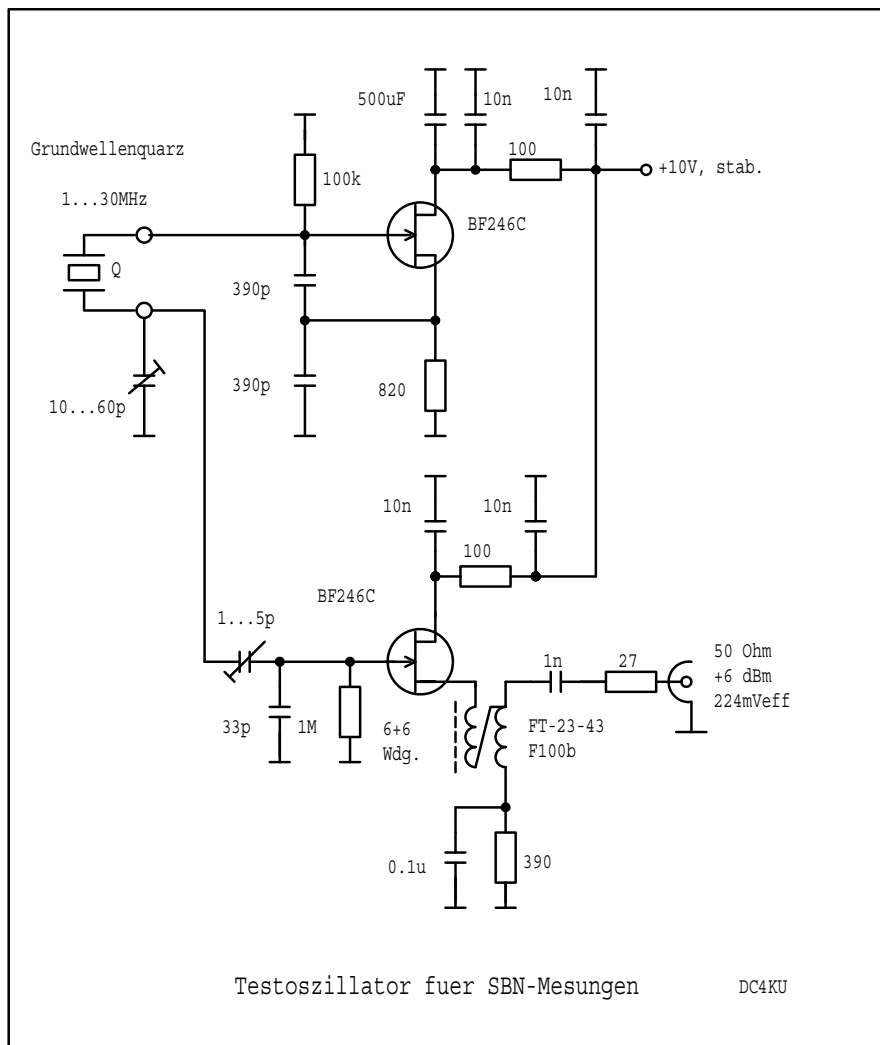 500uF
10n
10n
Grundwellenquarz
100
+10V, stab.
100k
1...30MHz
BF246C
Q
390p
390p
820
10...60p
10n
10n
100
BF246C
1...5p
50 Ohm
+6 dBm
224mVeff
1n
27
33p
1M
6+6
Wdg.
FT-23-43
F100b
0.1u
390
Testoszillator fuer SBN-Mesungen
DC4KU